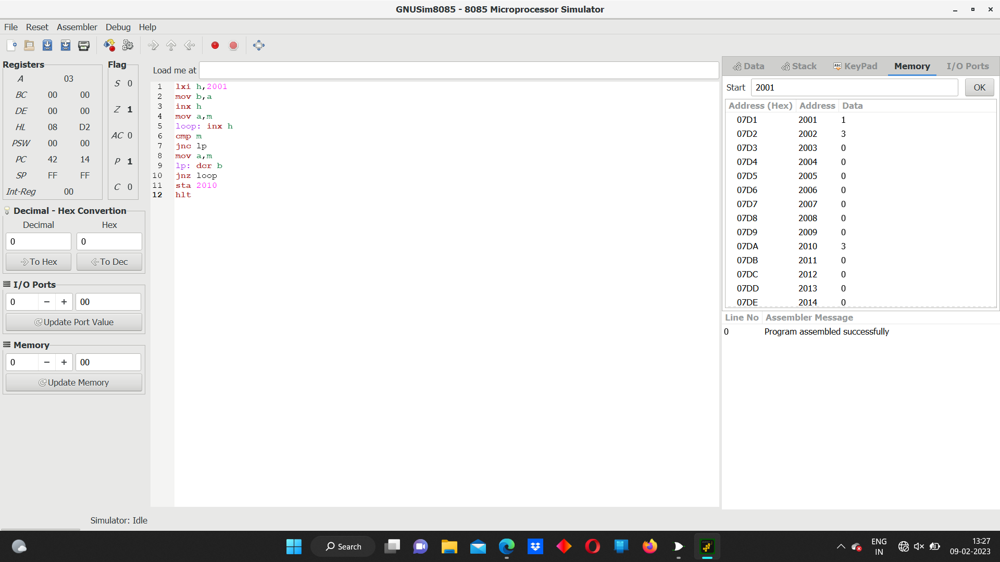 GNUSim8085 - 8085 Microprocessor Simulator
File Reset Assembler Debug Help
Registers
A 03
BC 00 00
DE 00 00
HL 08 D2
PSW 00 00
PC 42 14
SP FF FF
Int-Reg 00
Flag
S 0
Z 1
AC 0
P 1
C 0
Decimal - Hex Convertion
Decimal Hex
0 0
To Hex To Dec
I/O Ports
0 − + 00
Update Port Value
Memory
0 − + 00
Update Memory
Load me at
1 lxi h,2001
2 mov b,a
3 inx h
4 mov a,m
5 loop: inx h
6 cmp m
7 jnc lp
8 mov a,m
9 lp: dcr b
10 jnz loop
11 sta 2010
12 hlt
Data Stack Abc KeyPad Memory I/O Ports
Start 2001 OK
Address (Hex) Address Data
07D1 2001 1
07D2 2002 3
07D3 2003 0
07D4 2004 0
07D5 2005 0
07D6 2006 0
07D7 2007 0
07D8 2008 0
07D9 2009 0
07DA 2010 3
07DB 2011 0
07DC 2012 0
07DD 2013 0
07DE 2014 0
Line No Assembler Message
0 Program assembled successfully
Simulator: Idle
Search
ENG
IN
13:27
09-02-2023